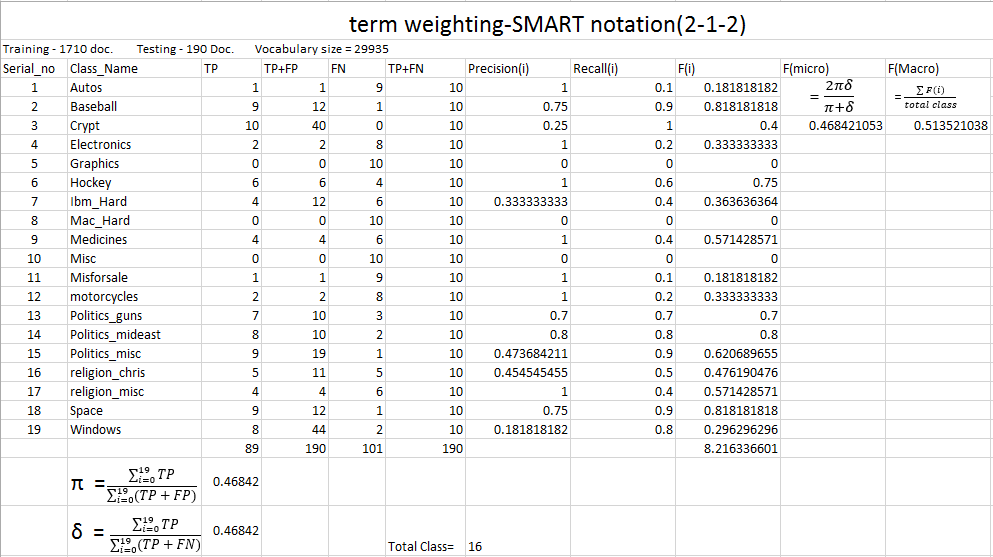 term weighting-SMART notation(2-1-2)
Training - 1710 doc. Testing - 190 Doc. Vocabulary size = 29935
Serial_no Class_Name TP TP+FP FN TP+FN Precision(i) Recall(i) F(i) F(micro) F(Macro)
1 Autos 1 1 9 10 1 0.1 0.181818182 = 2πδ / π+δ = ∑ F(i) / total class
2 Baseball 9 12 1 10 0.75 0.9 0.818181818
3 Crypt 10 40 0 10 0.25 1 0.4 0.468421053 0.513521038
4 Electronics 2 2 8 10 1 0.2 0.333333333
5 Graphics 0 0 10 10 0 0 0
6 Hockey 6 6 4 10 1 0.6 0.75
7 Ibm_Hard 4 12 6 10 0.333333333 0.4 0.363636364
8 Mac_Hard 0 0 10 10 0 0 0
9 Medicines 4 4 6 10 1 0.4 0.571428571
10 Misc 0 0 10 10 0 0 0
11 Misforsale 1 1 9 10 1 0.1 0.181818182
12 motorcycles 2 2 8 10 1 0.2 0.333333333
13 Politics_guns 7 10 3 10 0.7 0.7 0.7
14 Politics_mideast 8 10 2 10 0.8 0.8 0.8
15 Politics_misc 9 19 1 10 0.473684211 0.9 0.620689655
16 religion_chris 5 11 5 10 0.454545455 0.5 0.476190476
17 religion_misc 4 4 6 10 1 0.4 0.571428571
18 Space 9 12 1 10 0.75 0.9 0.818181818
19 Windows 8 44 2 10 0.181818182 0.8 0.296296296
89 190 101 190 8.216336601
π = ∑¹⁹ᵢ₌₀ TP / ∑¹⁹ᵢ₌₀(TP + FP) 0.46842
δ = ∑¹⁹ᵢ₌₀ TP / ∑¹⁹ᵢ₌₀(TP + FN) 0.46842
Total Class= 16